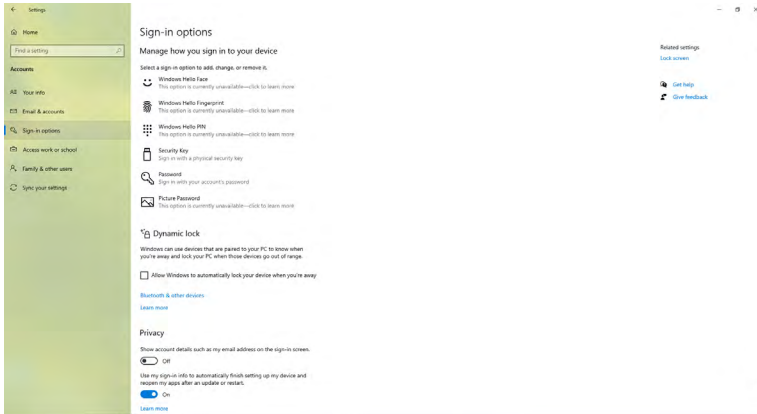 Settings
Home
Find a setting
Accounts
Your info
Email & accounts
Sign-in options
Access work or school
Family & other users
Sync your settings
Sign-in options
Manage how you sign in to your device
Select a sign-in option to add, change, or remove it.
Windows Hello Face
This option is currently unavailable—click to learn more
Windows Hello Fingerprint
This option is currently unavailable—click to learn more
Windows Hello PIN
This option is currently unavailable—click to learn more
Security Key
Sign in with a physical security key
Password
Sign in with your account's password
Picture Password
This option is currently unavailable—click to learn more
Dynamic lock
Windows can use devices that are paired to your PC to know when
you're away and lock your PC when those devices go out of range.
Allow Windows to automatically lock your device when you're away
Bluetooth & other devices
Learn more
Privacy
Show account details such as my email address on the sign-in screen.
Off
Use my sign-in info to automatically finish setting up my device and
reopen my apps after an update or restart.
On
Learn more
Related settings
Lock screen
Get help
Give feedback